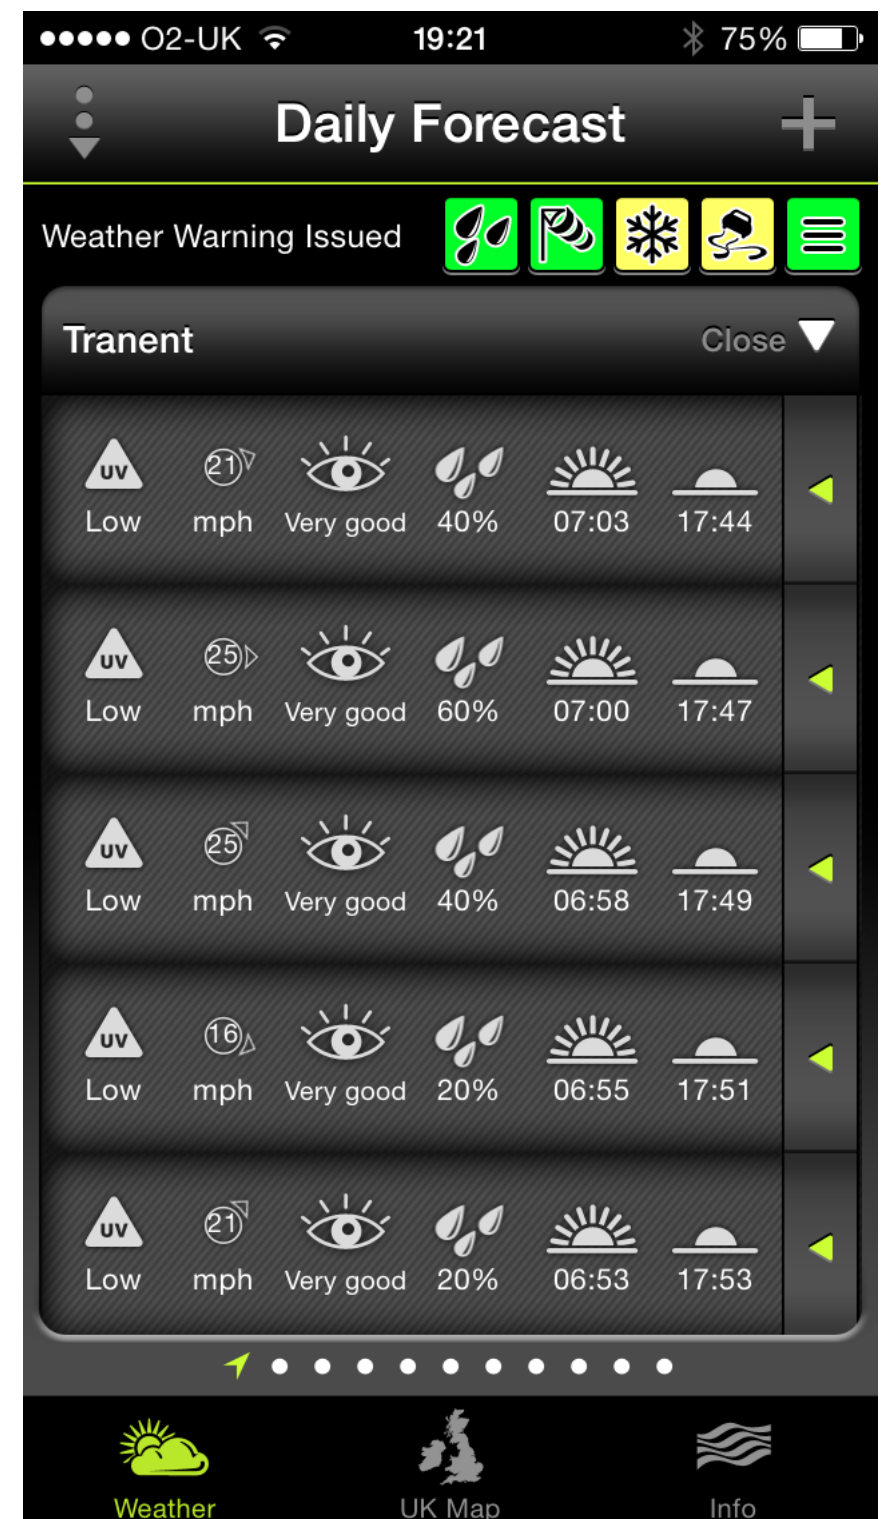 O2-UK 19:21 75%
Daily Forecast
Weather Warning Issued
Tranent Close
UV 21
Low mph Very good 40% 07:03 17:44
UV 25
Low mph Very good 60% 07:00 17:47
UV 25
Low mph Very good 40% 06:58 17:49
UV 16
Low mph Very good 20% 06:55 17:51
UV 21
Low mph Very good 20% 06:53 17:53
Weather UK Map Info